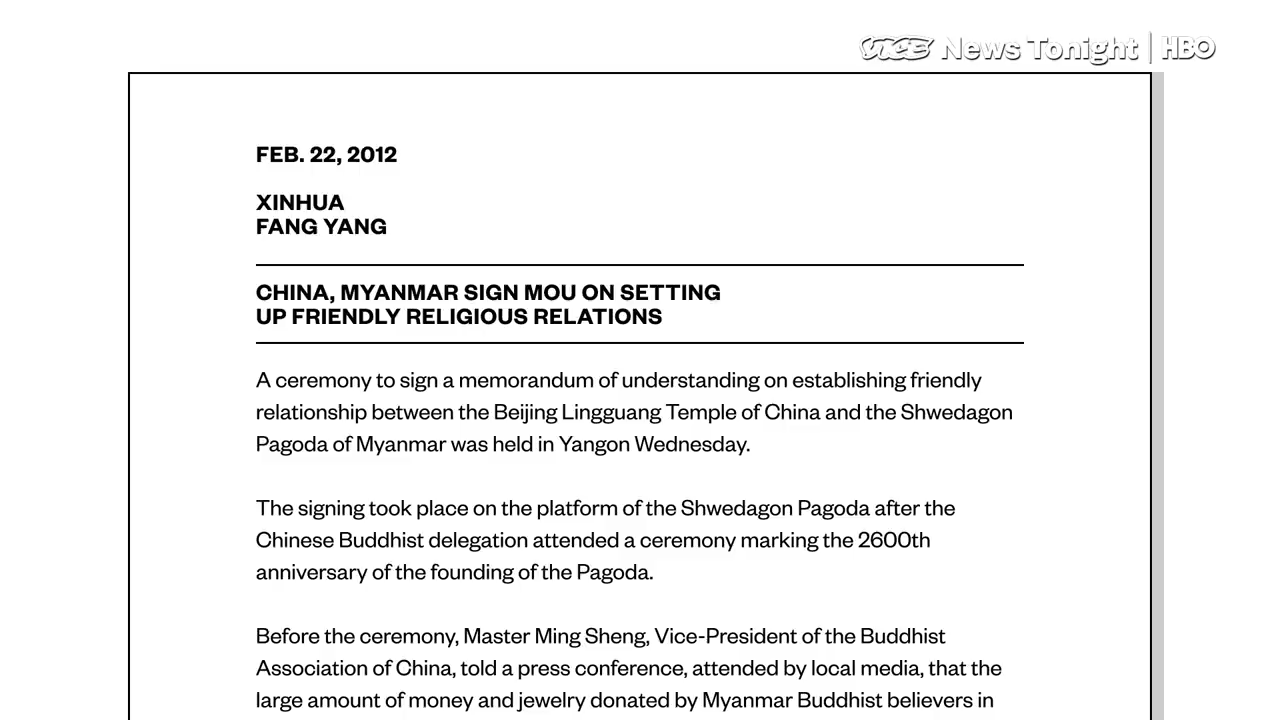 VICE News Tonight | HBO
FEB. 22, 2012
XINHUA
FANG YANG
CHINA, MYANMAR SIGN MOU ON SETTING
UP FRIENDLY RELIGIOUS RELATIONS
A ceremony to sign a memorandum of understanding on establishing friendly
relationship between the Beijing Lingguang Temple of China and the Shwedagon
Pagoda of Myanmar was held in Yangon Wednesday.
The signing took place on the platform of the Shwedagon Pagoda after the
Chinese Buddhist delegation attended a ceremony marking the 2600th
anniversary of the founding of the Pagoda.
Before the ceremony, Master Ming Sheng, Vice-President of the Buddhist
Association of China, told a press conference, attended by local media, that the
large amount of money and jewelry donated by Myanmar Buddhist believers in